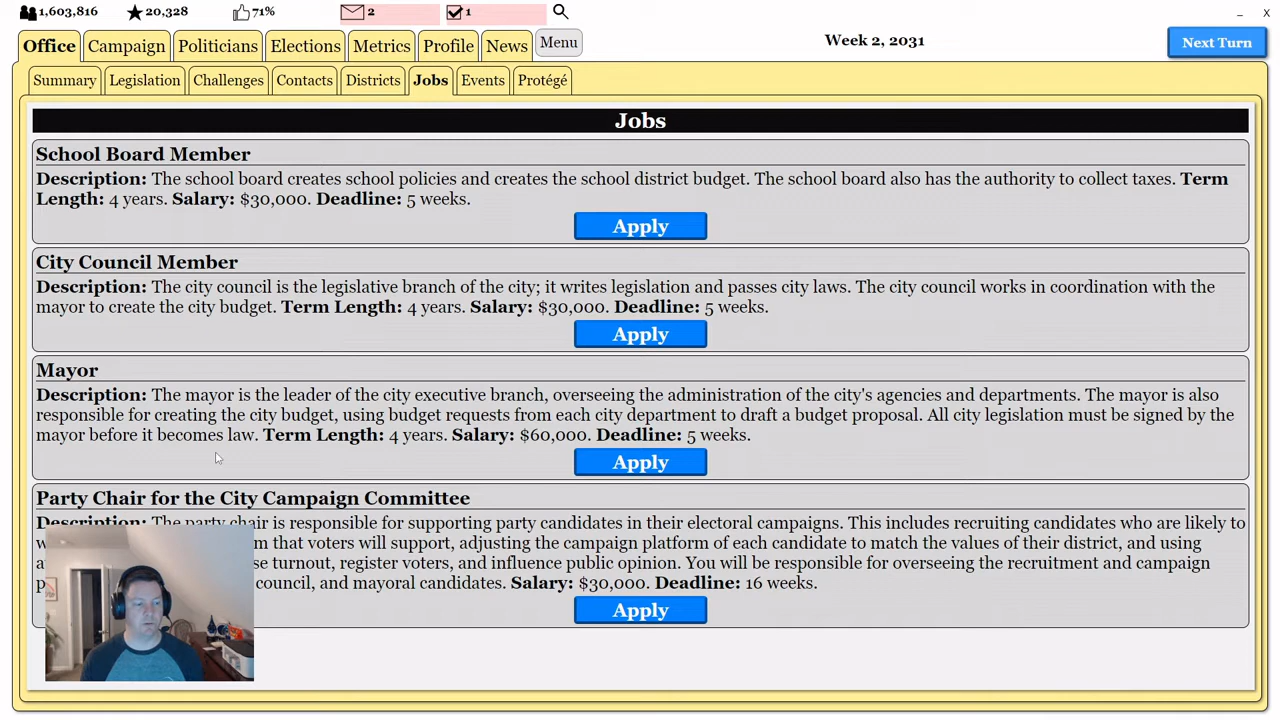 1,603,816 20,328 71% 2 1
_ X
Office Campaign Politicians Elections Metrics Profile News Menu Week 2, 2031 Next Turn
Summary Legislation Challenges Contacts Districts Jobs Events Protégé
Jobs
School Board Member
Description: The school board creates school policies and creates the school district budget. The school board also has the authority to collect taxes. Term
Length: 4 years. Salary: $30,000. Deadline: 5 weeks.
Apply
City Council Member
Description: The city council is the legislative branch of the city; it writes legislation and passes city laws. The city council works in coordination with the
mayor to create the city budget. Term Length: 4 years. Salary: $30,000. Deadline: 5 weeks.
Apply
Mayor
Description: The mayor is the leader of the city executive branch, overseeing the administration of the city's agencies and departments. The mayor is also
responsible for creating the city budget, using budget requests from each city department to draft a budget proposal. All city legislation must be signed by the
mayor before it becomes law. Term Length: 4 years. Salary: $60,000. Deadline: 5 weeks.
Apply
Party Chair for the City Campaign Committee
Description: The party chair is responsible for supporting party candidates in their electoral campaigns. This includes recruiting candidates who are likely to
that voters will support, adjusting the campaign platform of each candidate to match the values of their district, and using
turnout, register voters, and influence public opinion. You will be responsible for overseeing the recruitment and campaign
council, and mayoral candidates. Salary: $30,000. Deadline: 16 weeks.
Apply